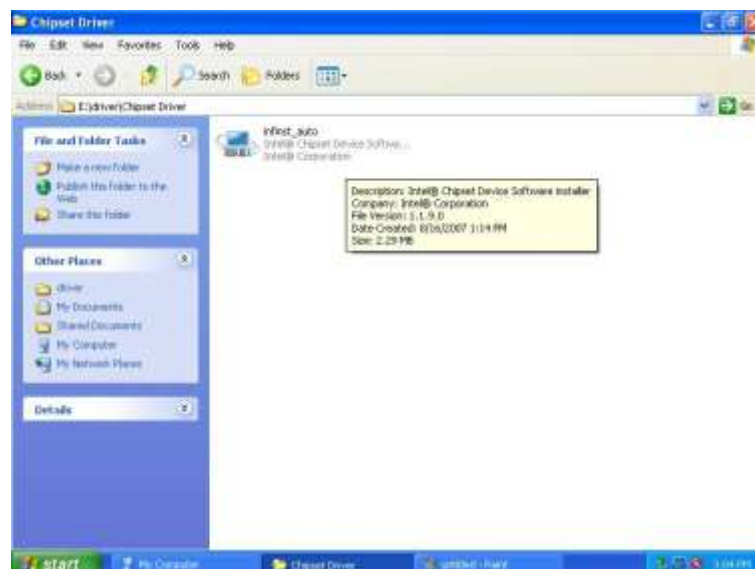 Chipset Driver
File Edit View Favorites Tools Help
Back Search Folders
Address E:\driver\Chipset Driver Go
File and Folder Tasks
Make a new folder
Publish this folder to the
Web
Share this folder
Other Places
driver
My Documents
Shared Documents
My Computer
My Network Places
Details
infinst_auto
Intel® Chipset Device Softwa...
Intel® Corporation
Description: Intel® Chipset Device Software Installer
Company: Intel® Corporation
File Version: 1.1.9.0
Date Created: 8/16/2007 1:14 PM
Size: 2.29 MB
start My Computer Chipset Driver untitled - Paint